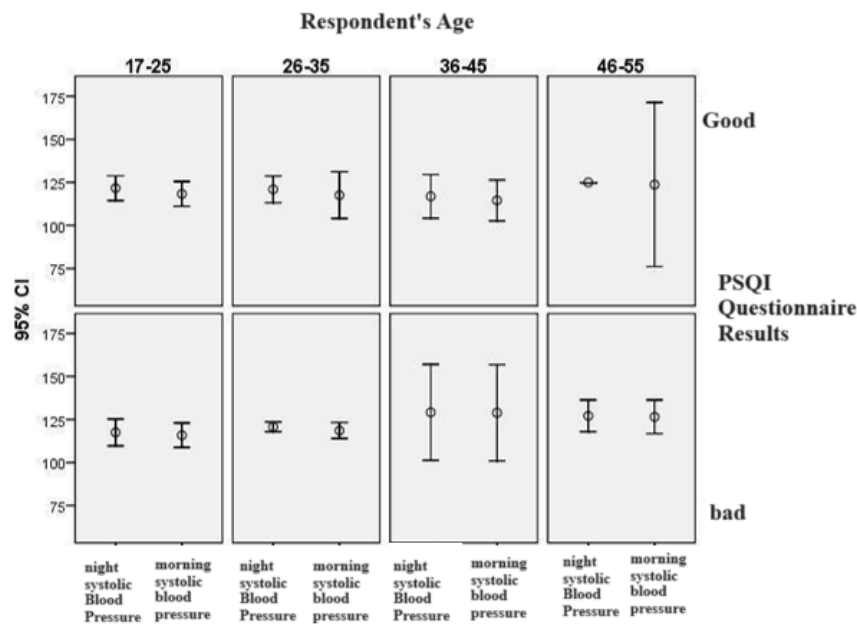 Respondent's Age
17-25
26-35
36-45
46-55
175
150
125
100
75
Good
95% CI
PSQI
Questionnaire
Results
175
150
125
100
75
bad
night
systolic
Blood
Pressure
morning
systolic
blood
pressure
night
systolic
Blood
Pressure
morning
systolic
blood
pressure
night
systolic
Blood
Pressure
morning
systolic
blood
pressure
night
systolic
Blood
Pressure
morning
systolic
blood
pressure